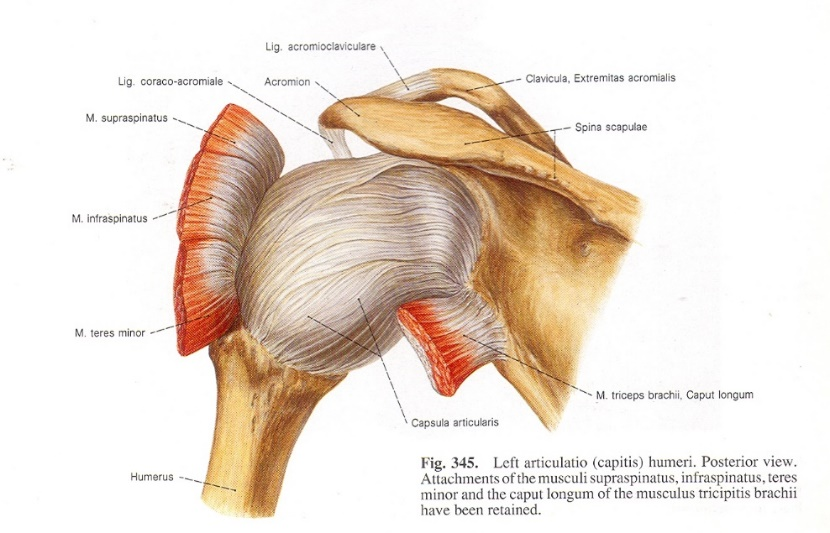 Lig. acromioclaviculare
Lig. coraco-acromiale
Acromion
Clavicula, Extremitas acromialis
M. supraspinatus
Spina scapulae
M. infraspinatus
M. teres minor
M. triceps brachii, Caput longum
Capsula articularis
Humerus
Fig. 345. Left articulatio (capitis) humeri. Posterior view.
Attachments of the musculi supraspinatus, infraspinatus, teres
minor and the caput longum of the musculus tricipitis brachii
have been retained.